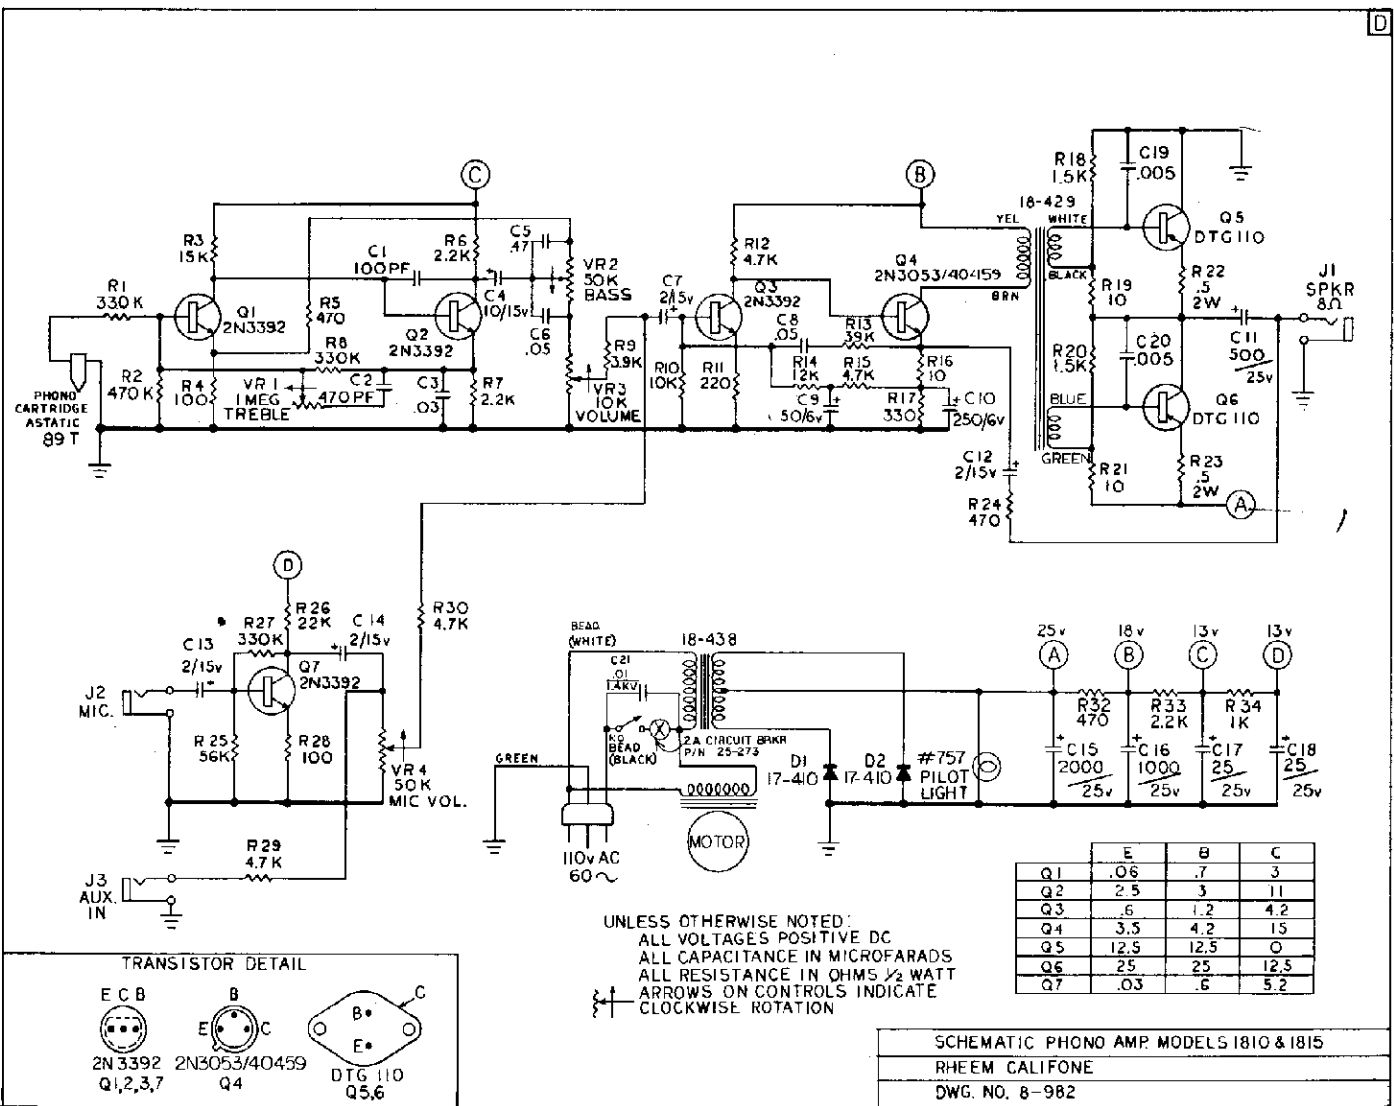 D
C
B
R3
15K
C1
100PF
R6
2.2K
C5
.47
VR2
50K
BASS
C4
10/15v
R1
330K
Q1
2N3392
R5
470
Q2
2N3392
C6
.05
R8
330K
R2
470K
R4
100
VR1
1 MEG
TREBLE
C2
470PF
C3
.03
R7
2.2K
R9
3.9K
VR3
10K
VOLUME
PHONO
CARTRIDGE
ASTATIC
89T
C7
2/15v
R12
4.7K
Q3
2N3392
Q4
2N3053/40459
C8
.05
R13
39K
R10
10K
R11
220
R14
12K
R15
4.7K
R16
10
C9
50/6v
R17
330
C10
250/6v
C12
2/15v
R24
470
18-429
YEL
BRN
WHITE
BLACK
BLUE
GREEN
R18
1.5K
C19
.005
Q5
DTG110
R19
10
R22
.5
2W
J1
SPKR
8Ω
R20
1.5K
C20
.005
C11
500
25v
Q6
DTG110
R21
10
R23
.5
2W
A
D
R26
22K
C14
2/15v
R27
330K
C13
2/15v
Q7
2N3392
R30
4.7K
J2
MIC.
R25
56K
R28
100
VR4
50K
MIC VOL.
R29
4.7K
J3
AUX.
IN
BEAD
(WHITE)
18-438
C21
.01
1.4KV
BEAD
(BLACK)
2A CIRCUIT BRKR
P/N 25-273
GREEN
110v AC
60~
MOTOR
D1
17-410
D2
17-410
#757
PILOT
LIGHT
25v 18v 13v 13v
A B C D
R32
470
R33
2.2K
R34
1K
C15
2000
25v
C16
1000
25v
C17
25
25v
C18
25
25v
E B C
Q1 .06 .7 3
Q2 2.5 3 11
Q3 .6 1.2 4.2
Q4 3.5 4.2 15
Q5 12.5 12.5 0
Q6 25 25 12.5
Q7 .03 .6 5.2
UNLESS OTHERWISE NOTED:
ALL VOLTAGES POSITIVE DC
ALL CAPACITANCE IN MICROFARADS
ALL RESISTANCE IN OHMS ½ WATT
ARROWS ON CONTROLS INDICATE
CLOCKWISE ROTATION
TRANSISTOR DETAIL
E C B
2N3392
Q1,2,3,7
B
E C
2N3053/40459
Q4
C
B
E
DTG 110
Q5,6
SCHEMATIC PHONO AMP. MODELS 1810 & 1815
RHEEM CALIFONE
DWG. NO. 8-982